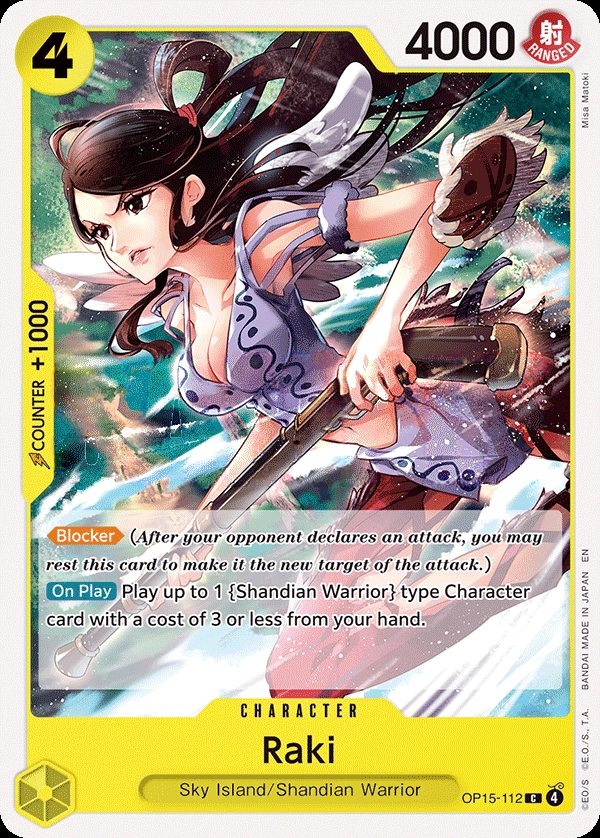 4
4000
射
RANGED
Misa Matoki
COUNTER +1000
Blocker (After your opponent declares an attack, you may
rest this card to make it the new target of the attack.)
On Play Play up to 1 {Shandian Warrior} type Character
card with a cost of 3 or less from your hand.
CHARACTER
Raki
Sky Island/Shandian Warrior
OP15-112 C 4
©EO/S ©E.O./S., T.A. BANDAI MADE IN JAPAN EN